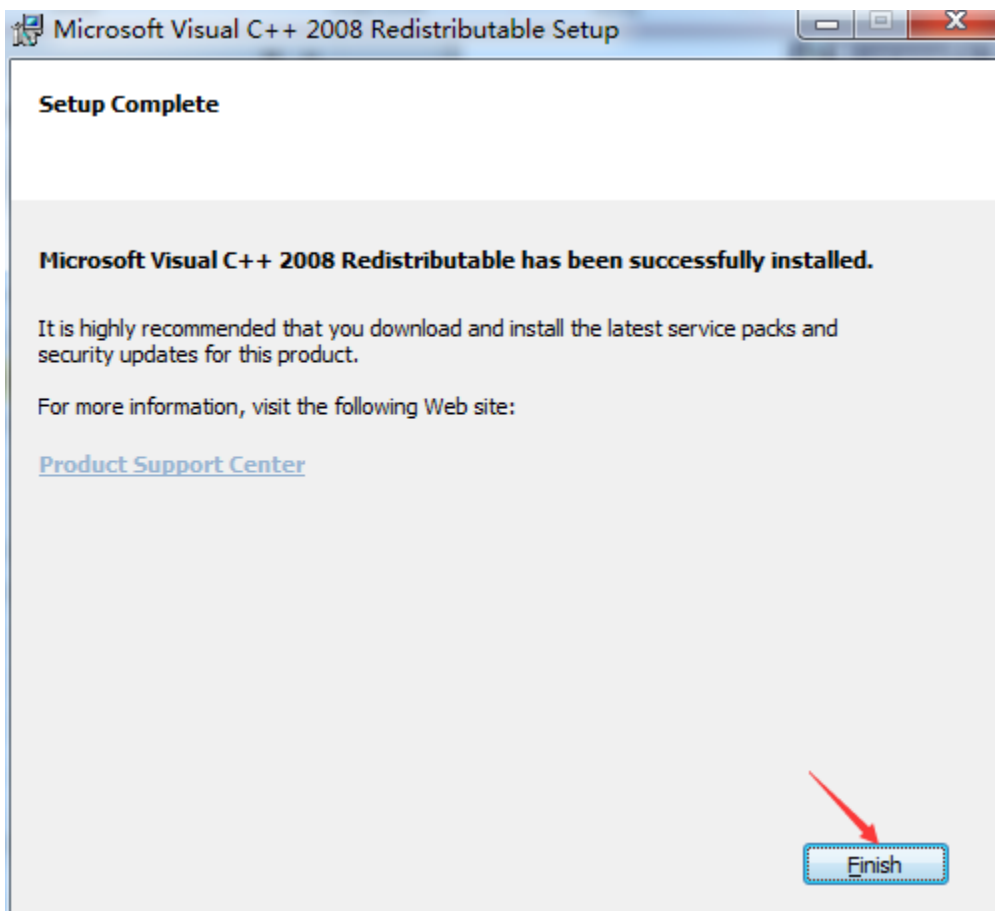 Microsoft Visual C++ 2008 Redistributable Setup
Setup Complete
Microsoft Visual C++ 2008 Redistributable has been successfully installed.
It is highly recommended that you download and install the latest service packs and
security updates for this product.
For more information, visit the following Web site:
Product Support Center
Finish